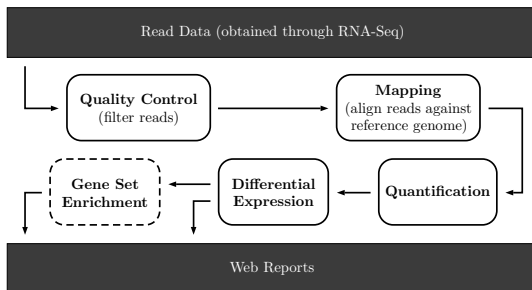 Read Data (obtained through RNA-Seq)
Quality Control
(filter reads)
Mapping
(align reads against
reference genome)
Gene Set
Enrichment
Differential
Expression
Quantification
Web Reports